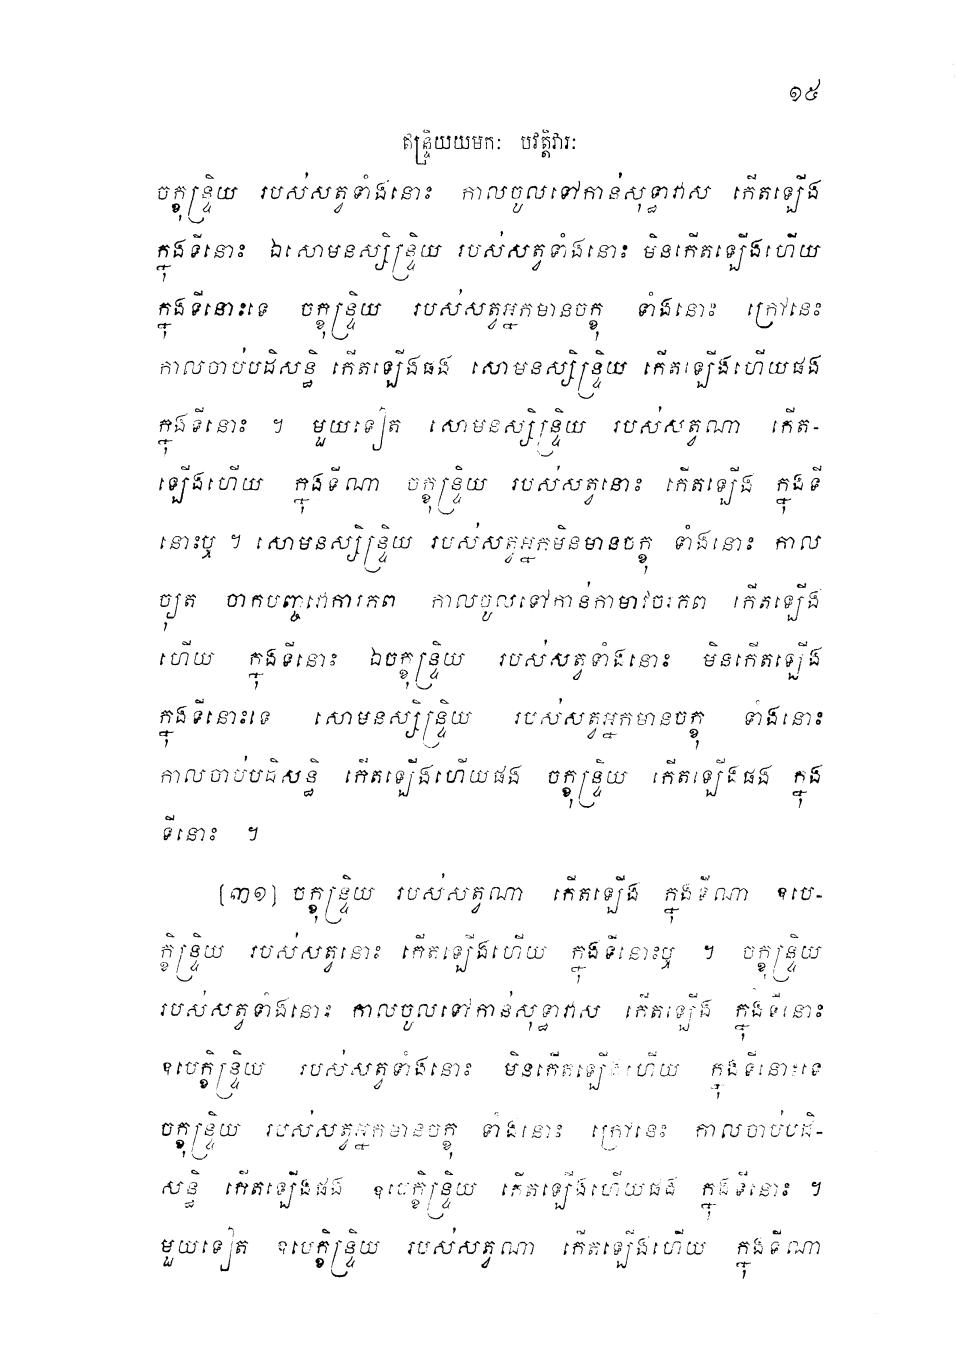 ១៥
ឥន្ទ្រិយយមកៈ បវត្តិវារៈ
ចក្ខុន្ទ្រិយ របស់សត្វទាំងនោះ កាលចូលទៅកាន់សុទ្ធាវាស កើតឡើង
ក្នុងទីនោះ ឯសោមនស្សិន្ទ្រិយ របស់សត្វទាំងនោះ មិនកើតឡើងហើយ
ក្នុងទីនោះទេ ចក្ខុន្ទ្រិយ របស់សត្វអ្នកមានចក្ខុ ទាំងនោះ ក្រៅនេះ
កាលចាប់បដិសន្ធិ កើតឡើងផង សោមនស្សិន្ទ្រិយ កើតឡើងហើយផង
ក្នុងទីនោះ ។ មួយទៀត សោមនស្សិន្ទ្រិយ របស់សត្វណា កើត-
ឡើងហើយ ក្នុងទីណា ចក្ខុន្ទ្រិយ របស់សត្វនោះ កើតឡើង ក្នុងទី
នោះឬ ។ សោមនស្សិន្ទ្រិយ របស់សត្វអ្នកមិនមានចក្ខុ ទាំងនោះ កាល
ច្យុត ចាកបញ្ចវោការភព កាលចូលទៅកាន់កាមាវចរភព កើតឡើង
ហើយ ក្នុងទីនោះ ឯចក្ខុន្ទ្រិយ របស់សត្វទាំងនោះ មិនកើតឡើង
ក្នុងទីនោះទេ សោមនស្សិន្ទ្រិយ របស់សត្វអ្នកមានចក្ខុ ទាំងនោះ
កាលចាប់បដិសន្ធិ កើតឡើងហើយផង ចក្ខុន្ទ្រិយ កើតឡើងផង ក្នុង
ទីនោះ ។
[៣១] ចក្ខុន្ទ្រិយ របស់សត្វណា កើតឡើង ក្នុងទីណា ឧបេ-
ក្ខិន្ទ្រិយ របស់សត្វនោះ កើតឡើងហើយ ក្នុងទីនោះឬ ។ ចក្ខុន្ទ្រិយ
របស់សត្វទាំងនោះ កាលចូលទៅកាន់សុទ្ធាវាស កើតឡើង ក្នុងទីនោះ
ឧបេក្ខិន្ទ្រិយ របស់សត្វទាំងនោះ មិនកើតឡើងហើយ ក្នុងទីនោះទេ
ចក្ខុន្ទ្រិយ របស់សត្វអ្នកមានចក្ខុ ទាំងនោះ ក្រៅនេះ កាលចាប់បដិ-
សន្ធិ កើតឡើងផង ឧបេក្ខិន្ទ្រិយ កើតឡើងហើយផង ក្នុងទីនោះ ។
មួយទៀត ឧបេក្ខិន្ទ្រិយ របស់សត្វណា កើតឡើងហើយ ក្នុងទីណា